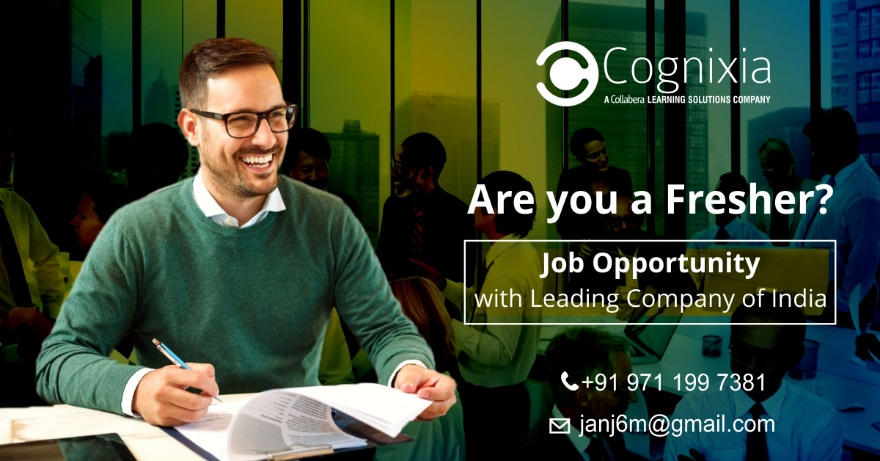 Cognixia
A Collabera LEARNING SOLUTIONS COMPANY
Are you a Fresher?
Job Opportunity
with Leading Company of India
+91 971 199 7381
janj6m@gmail.com